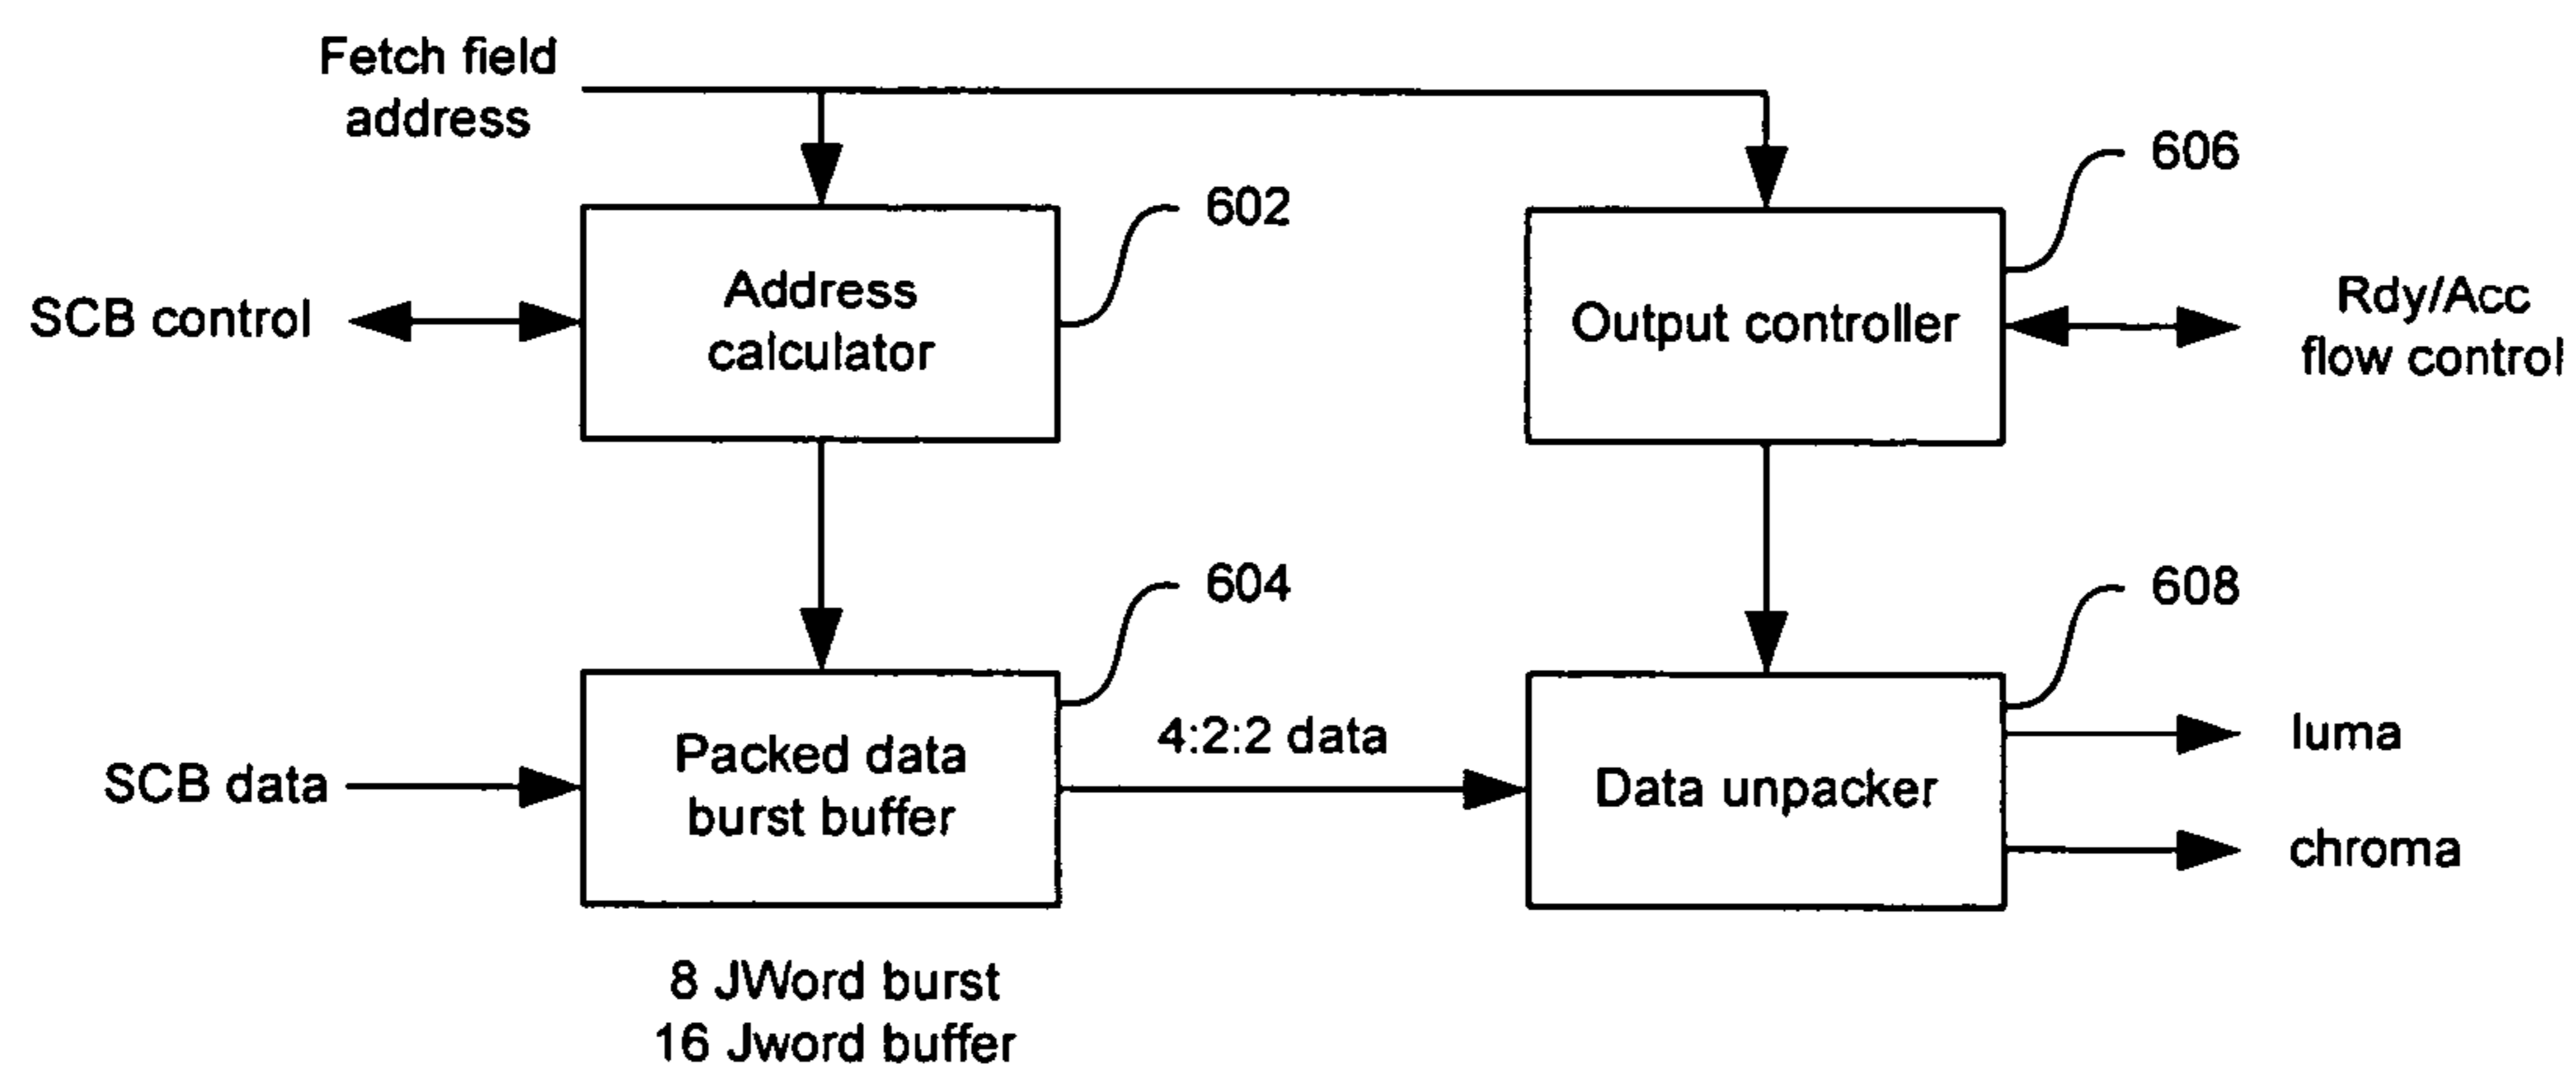 Fetch field
address
606
602
SCB control
Address
calculator
Output controller
Rdy/Acc
flow control
604
608
SCB data
Packed data
burst buffer
4:2:2 data
Data unpacker
luma
chroma
8 JWord burst
16 Jword buffer